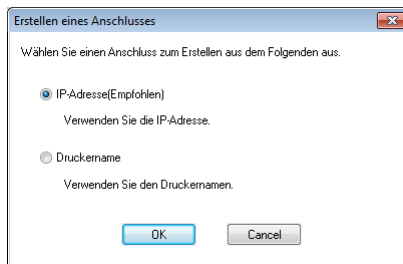 Erstellen eines Anschlusses
Wählen Sie einen Anschluss zum Erstellen aus dem Folgenden aus.
IP-Adresse(Empfohlen)
Verwenden Sie die IP-Adresse.
Druckername
Verwenden Sie den Druckernamen.
OK Cancel